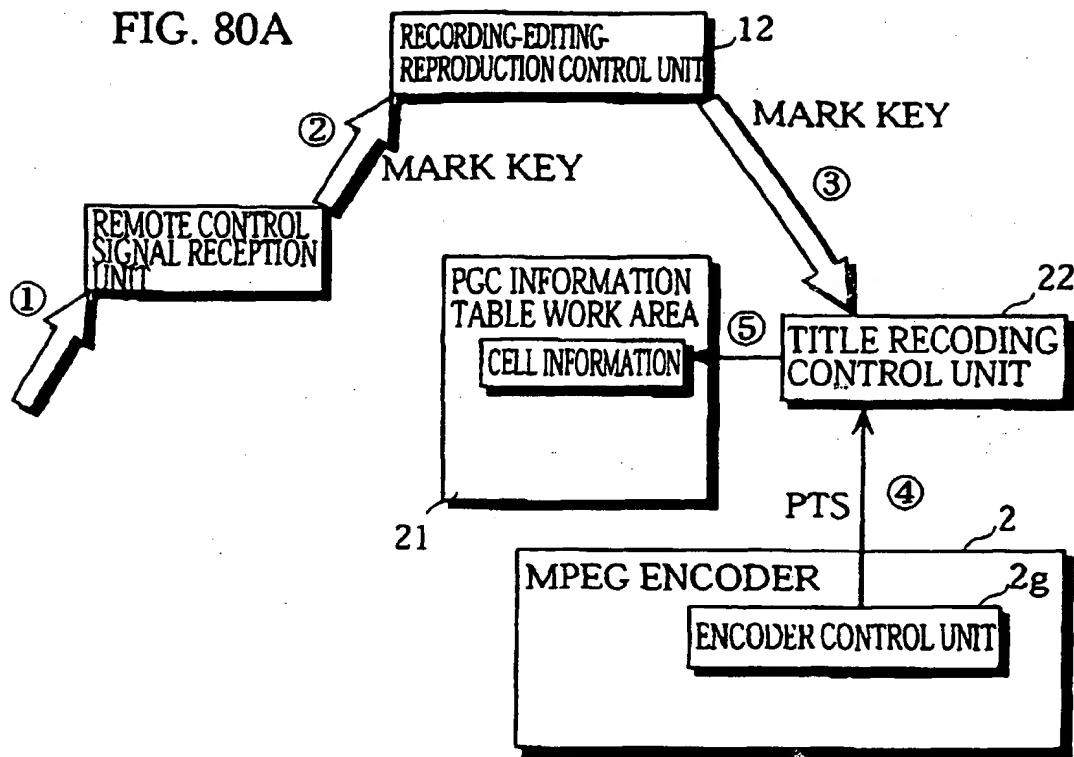 FIG. 80A
RECORDING-EDITING-
REPRODUCTION CONTROL UNIT
12
②
MARK KEY
MARK KEY
③
REMOTE CONTROL
SIGNAL RECEPTION
UNIT
①
PGC INFORMATION
TABLE WORK AREA
CELL INFORMATION
⑤
22
TITLE RECODING
CONTROL UNIT
21
PTS
④
2
MPEG ENCODER
2g
ENCODER CONTROL UNIT